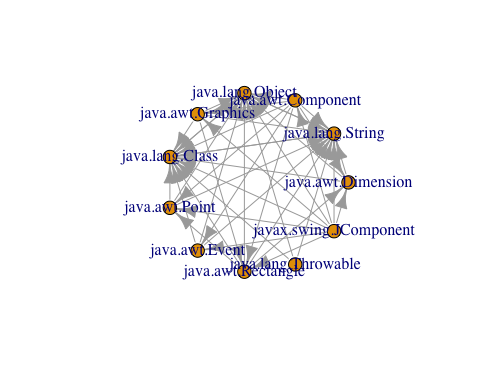 java.lang.Object
java.awt.Component
java.awt.Graphics
java.lang.String
java.lang.Class
java.awt.Dimension
java.awt.Point
javax.swing.JComponent
java.awt.Event
java.lang.Throwable
java.awt.Rectangle